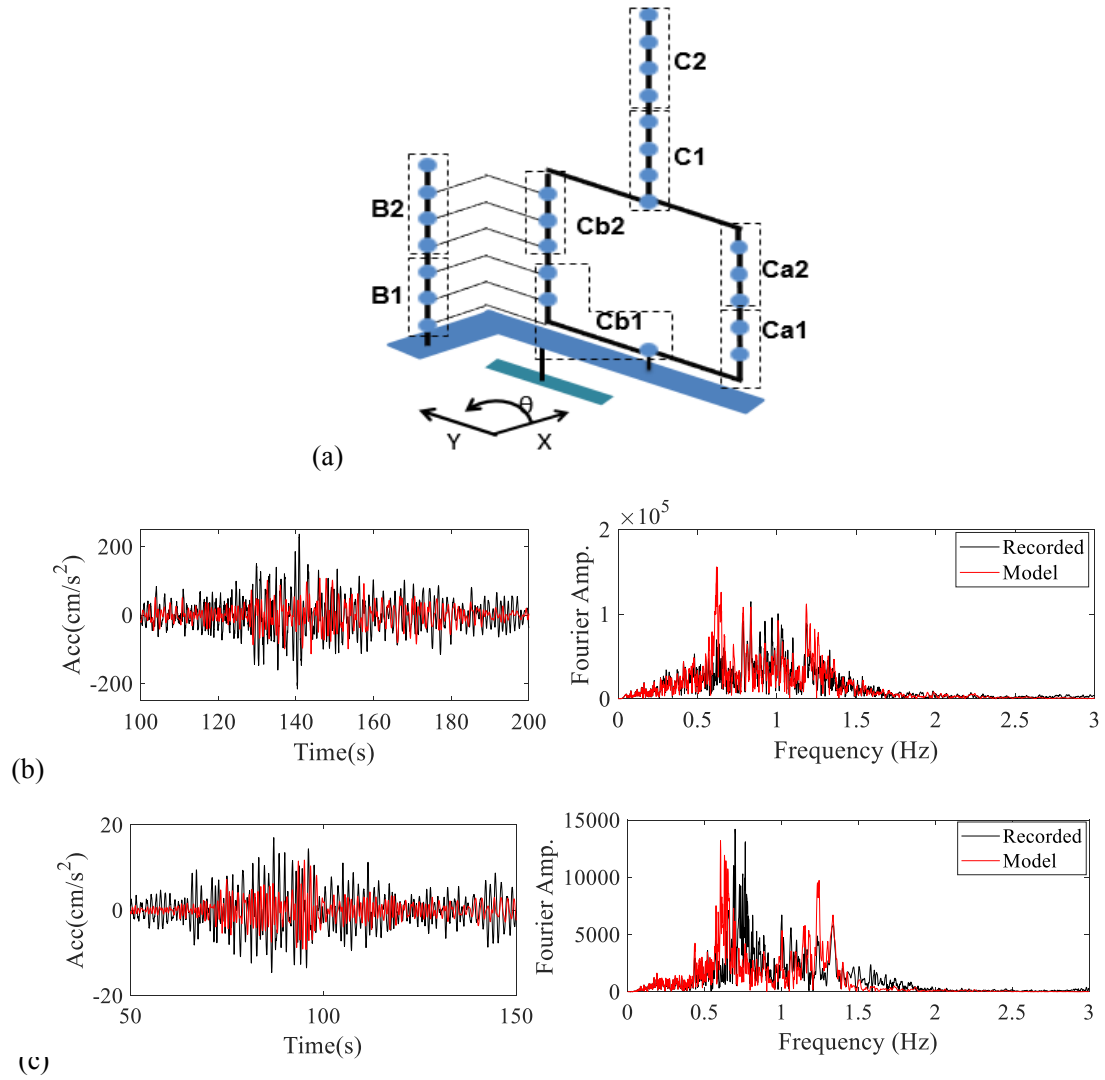 C2
C1
B2
Cb2
Ca2
B1
Cb1
Ca1
θ
Y X
(a)
×10⁵
200
0
-200
Acc(cm/s²)
100 120 140 160 180 200
Time(s)
2
1
0
Fourier Amp.
Recorded
Model
0 0.5 1 1.5 2 2.5 3
Frequency (Hz)
(b)
20
0
-20
Acc(cm/s²)
50 100 150
Time(s)
15000
10000
5000
0
Fourier Amp.
Recorded
Model
0 0.5 1 1.5 2 2.5 3
Frequency (Hz)
(c)